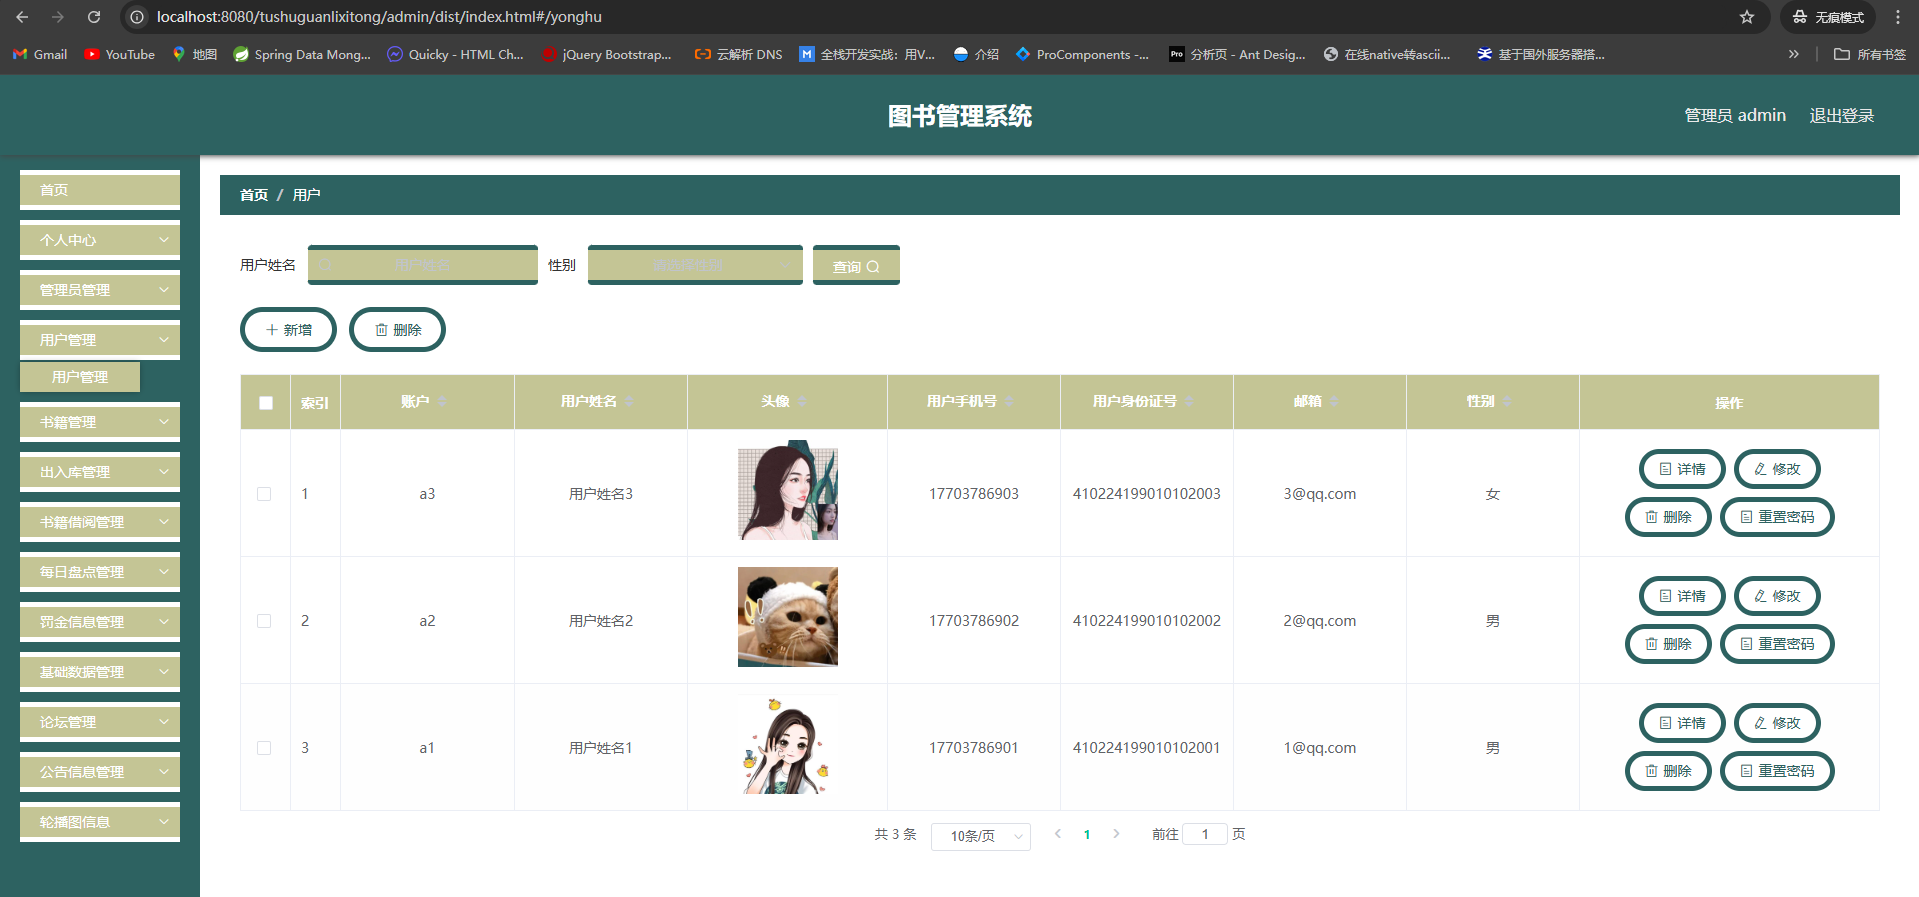 localhost:8080/tushuguanlixitong/admin/dist/index.html#/yonghu
无痕模式
Gmail
YouTube
地图
Spring Data Mong...
Quicky - HTML Ch...
jQuery Bootstrap...
云解析 DNS
全栈开发实战：用V...
介绍
ProComponents -...
Pro
分析页 - Ant Desig...
在线native转ascii...
基于国外服务器搭...
所有书签
图书管理系统
管理员 admin
退出登录
首页
个人中心
管理员管理
用户管理
用户管理
书籍管理
出入库管理
书籍借阅管理
每日盘点管理
罚金信息管理
基础数据管理
论坛管理
公告信息管理
轮播图信息
首页 / 用户
用户姓名
用户姓名
性别
请选择性别
查询
新增
删除
索引 账户 用户姓名 头像 用户手机号 用户身份证号 邮箱 性别 操作
1 a3 用户姓名3 17703786903 410224199010102003 3@qq.com 女
详情 修改
删除 重置密码
2 a2 用户姓名2 17703786902 410224199010102002 2@qq.com 男
详情 修改
删除 重置密码
3 a1 用户姓名1 17703786901 410224199010102001 1@qq.com 男
详情 修改
删除 重置密码
共 3 条 10条/页 1 前往 1 页